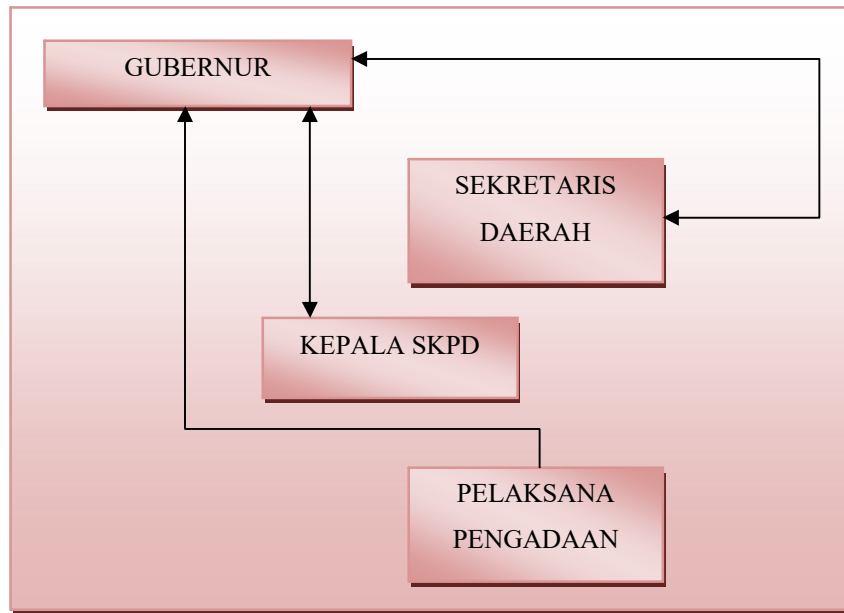 GUBERNUR
SEKRETARIS
DAERAH
KEPALA SKPD
PELAKSANA
PENGADAAN